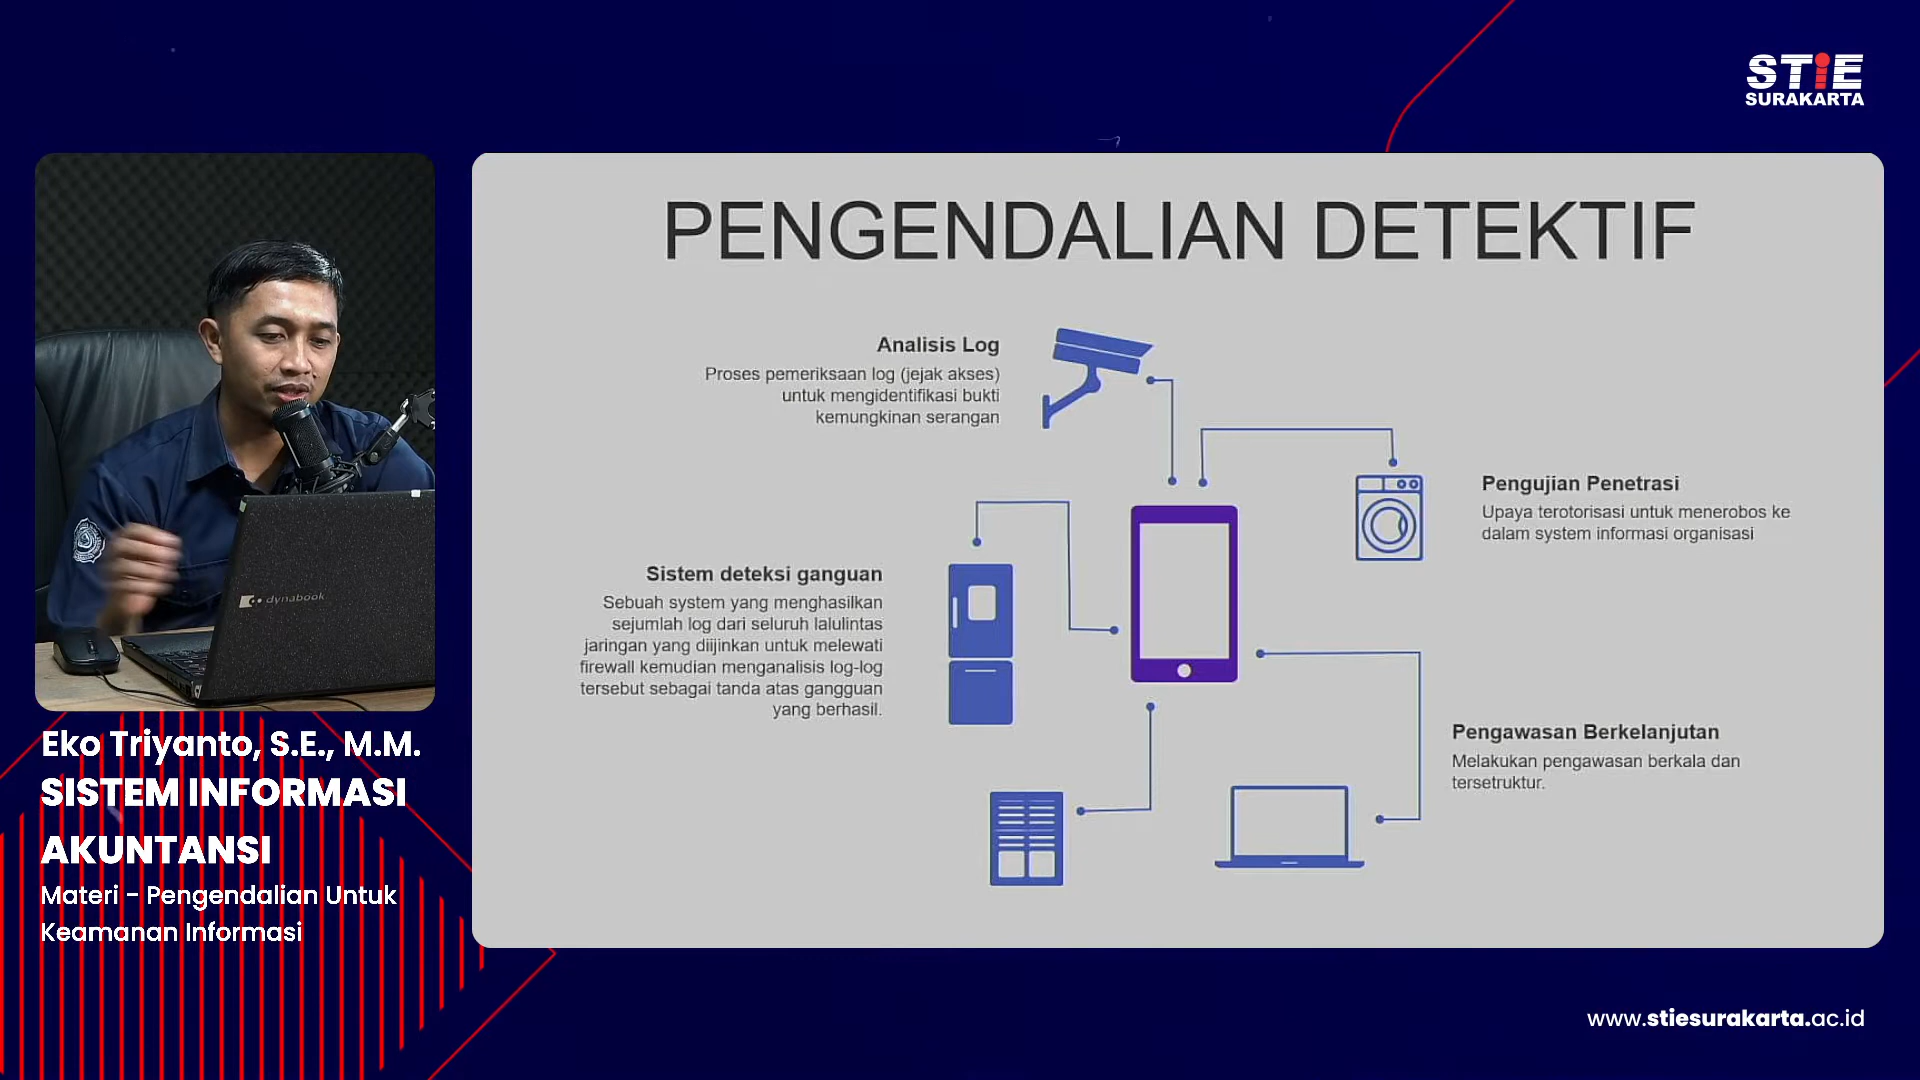 STiE
SURAKARTA
PENGENDALIAN DETEKTIF
Analisis Log
Proses pemeriksaan log (jejak akses)
untuk mengidentifikasi bukti
kemungkinan serangan
Pengujian Penetrasi
Upaya terotorisasi untuk menerobos ke
dalam system informasi organisasi
Sistem deteksi ganguan
Sebuah system yang menghasilkan
sejumlah log dari seluruh lalulintas
jaringan yang diijinkan untuk melewati
firewall kemudian menganalisis log-log
tersebut sebagai tanda atas gangguan
yang berhasil.
Pengawasan Berkelanjutan
Melakukan pengawasan berkala dan
tersetruktur.
dynabook
Eko Triyanto, S.E., M.M.
SISTEM INFORMASI
AKUNTANSI
Materi - Pengendalian Untuk
Keamanan Informasi
www.stiesurakarta.ac.id